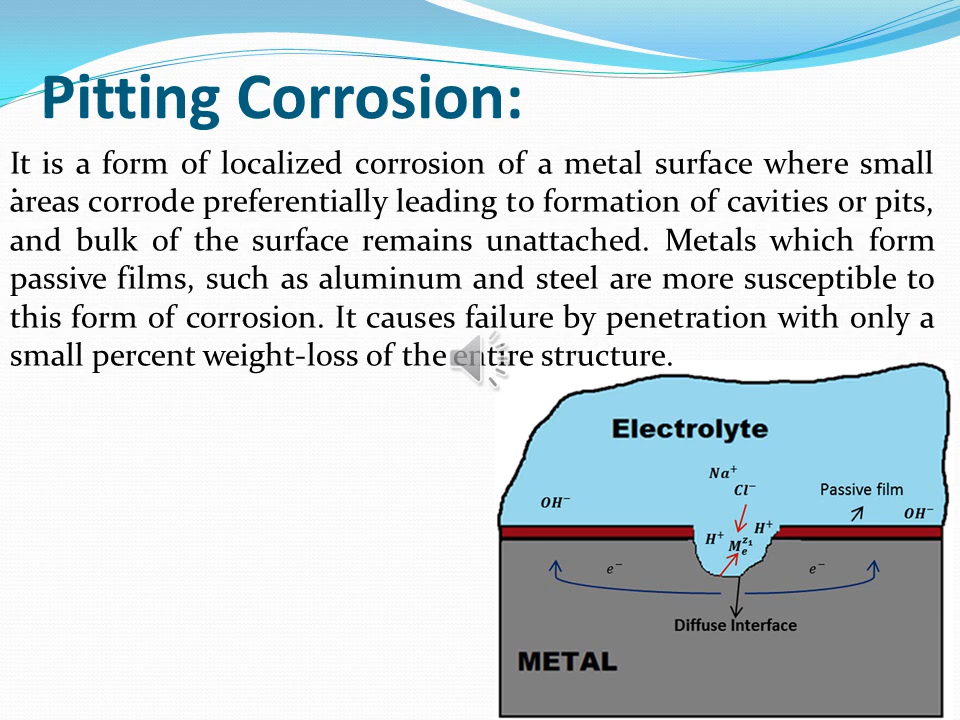 Pitting Corrosion:
It is a form of localized corrosion of a metal surface where small
areas corrode preferentially leading to formation of cavities or pits,
and bulk of the surface remains unattached. Metals which form
passive films, such as aluminum and steel are more susceptible to
this form of corrosion. It causes failure by penetration with only a
small percent weight-loss of the entire structure.
.
Electrolyte
Na⁺
Cl⁻
Passive film
OH⁻
OH⁻
H⁺
H⁺
Mₑᶻ¹
e⁻
e⁻
Diffuse Interface
METAL